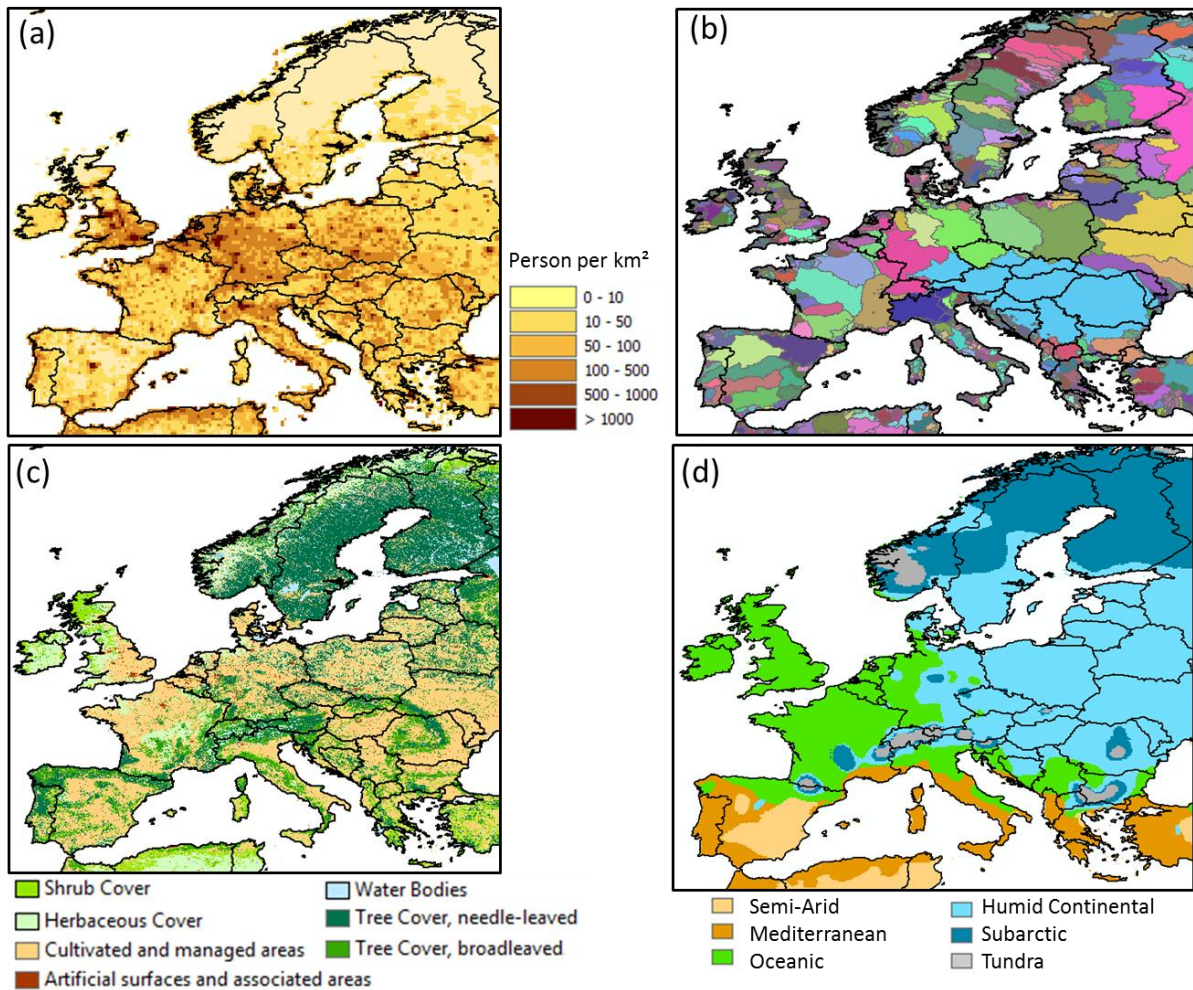 (a)
(b)
Person per km²
0 - 10
10 - 50
50 - 100
100 - 500
500 - 1000
> 1000
(c)
(d)
Shrub Cover
Herbaceous Cover
Cultivated and managed areas
Artificial surfaces and associated areas
Water Bodies
Tree Cover, needle-leaved
Tree Cover, broadleaved
Semi-Arid
Mediterranean
Oceanic
Humid Continental
Subarctic
Tundra